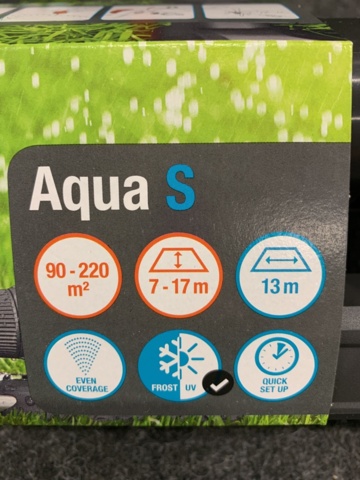 Aqua S
90 - 220
m²
7 - 17 m
13 m
EVEN
COVERAGE
FROST UV
QUICK
SET UP